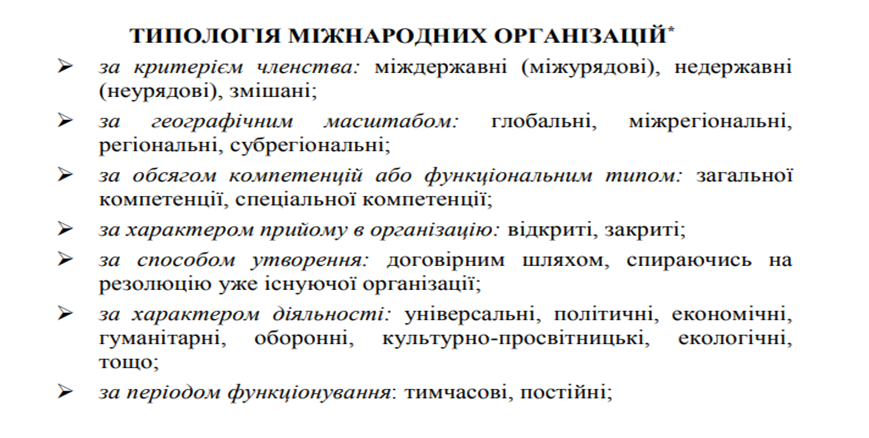 ТИПОЛОГІЯ МІЖНАРОДНИХ ОРГАНІЗАЦІЙ*
➢ за критерієм членства: міждержавні (міжурядові), недержавні
(неурядові), змішані;
➢ за географічним масштабом: глобальні, міжрегіональні,
регіональні, субрегіональні;
➢ за обсягом компетенцій або функціональним типом: загальної
компетенції, спеціальної компетенції;
➢ за характером прийому в організацію: відкриті, закриті;
➢ за способом утворення: договірним шляхом, спираючись на
резолюцію уже існуючої організації;
➢ за характером діяльності: універсальні, політичні, економічні,
гуманітарні, оборонні, культурно-просвітницькі, екологічні,
тощо;
➢ за періодом функціонування: тимчасові, постійні;